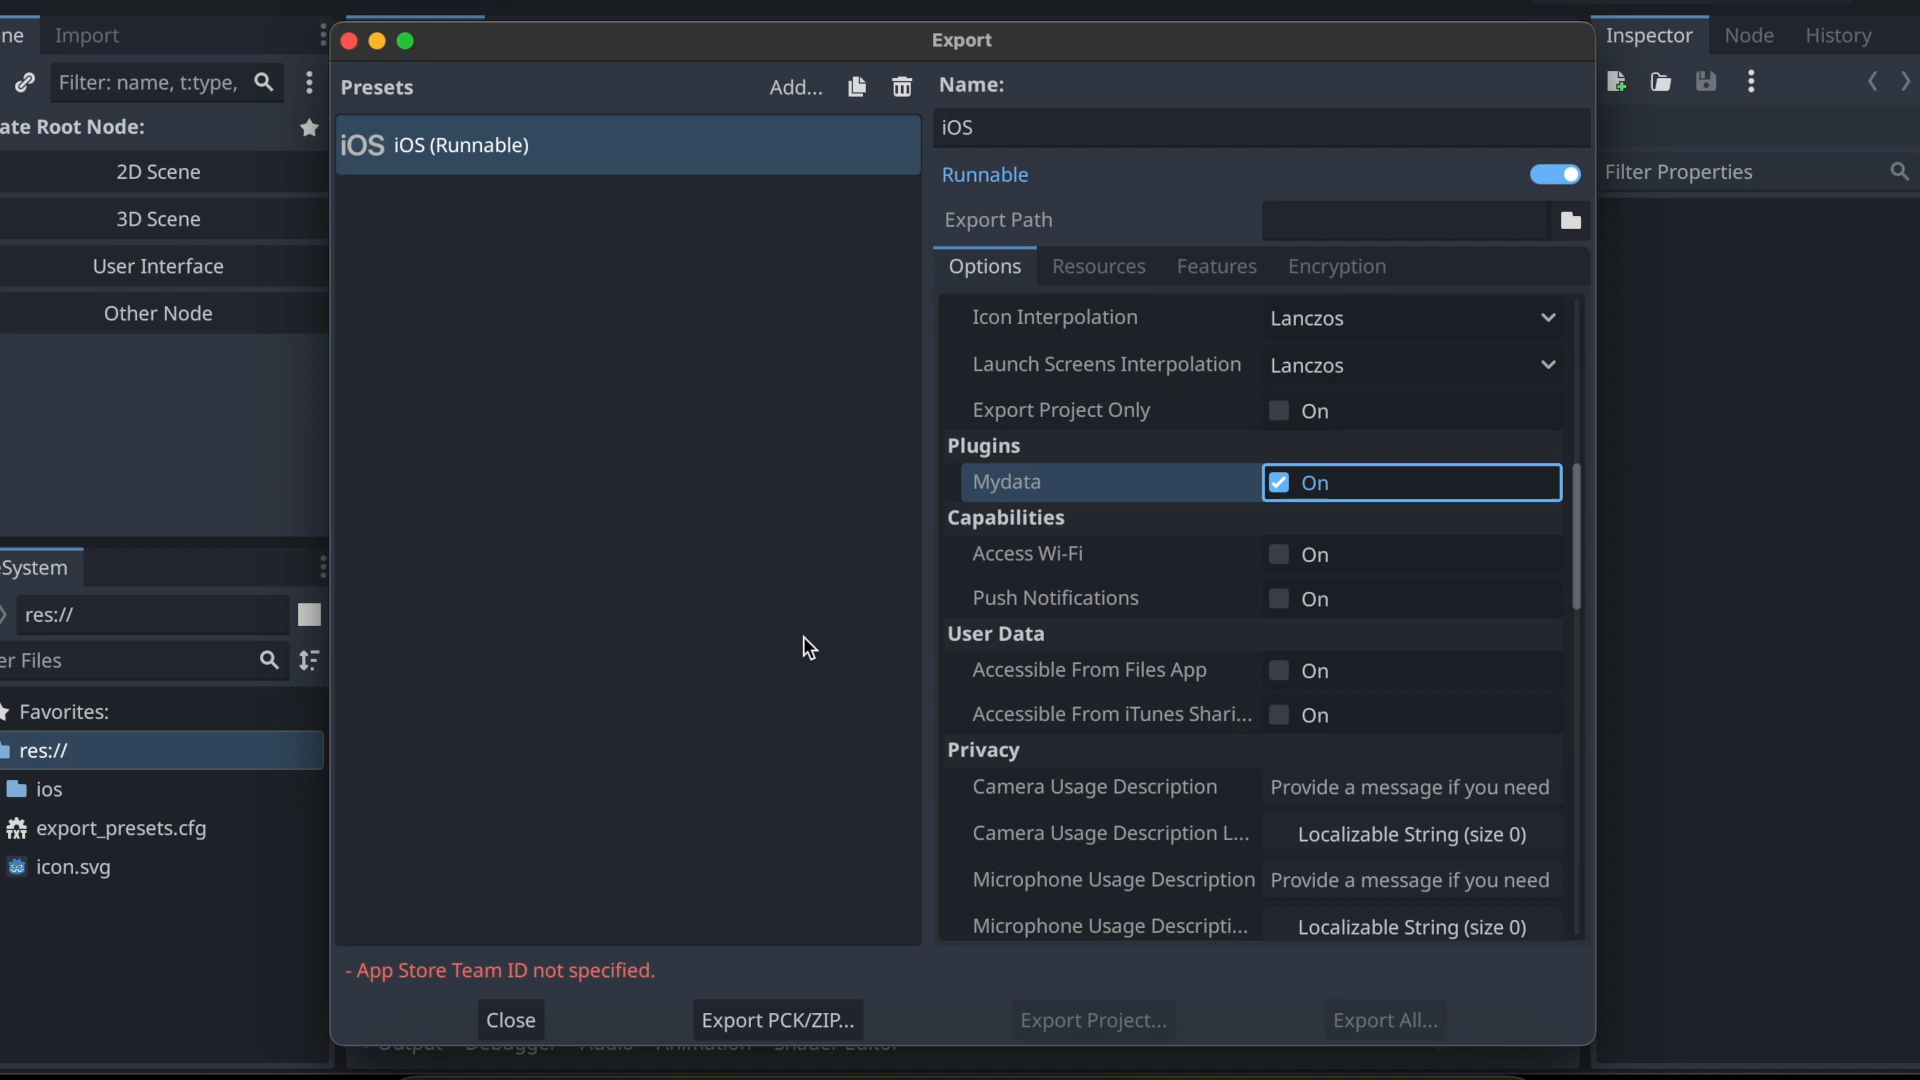 ne Import
Filter: name, t:type,
ate Root Node:
2D Scene
3D Scene
User Interface
Other Node
System
res://
er Files
Favorites:
res://
ios
export_presets.cfg
icon.svg
Export
Presets Add...
iOS iOS (Runnable)
Name:
iOS
Runnable
Export Path
Options Resources Features Encryption
Icon Interpolation Lanczos
Launch Screens Interpolation Lanczos
Export Project Only On
Plugins
Mydata On
Capabilities
Access Wi-Fi On
Push Notifications On
User Data
Accessible From Files App On
Accessible From iTunes Shari... On
Privacy
Camera Usage Description Provide a message if you need
Camera Usage Description L... Localizable String (size 0)
Microphone Usage Description Provide a message if you need
Microphone Usage Descripti... Localizable String (size 0)
- App Store Team ID not specified.
Close Export PCK/ZIP... Export Project... Export All...
Output Debugger Audio Animation Shader Editor
Inspector Node History
Filter Properties